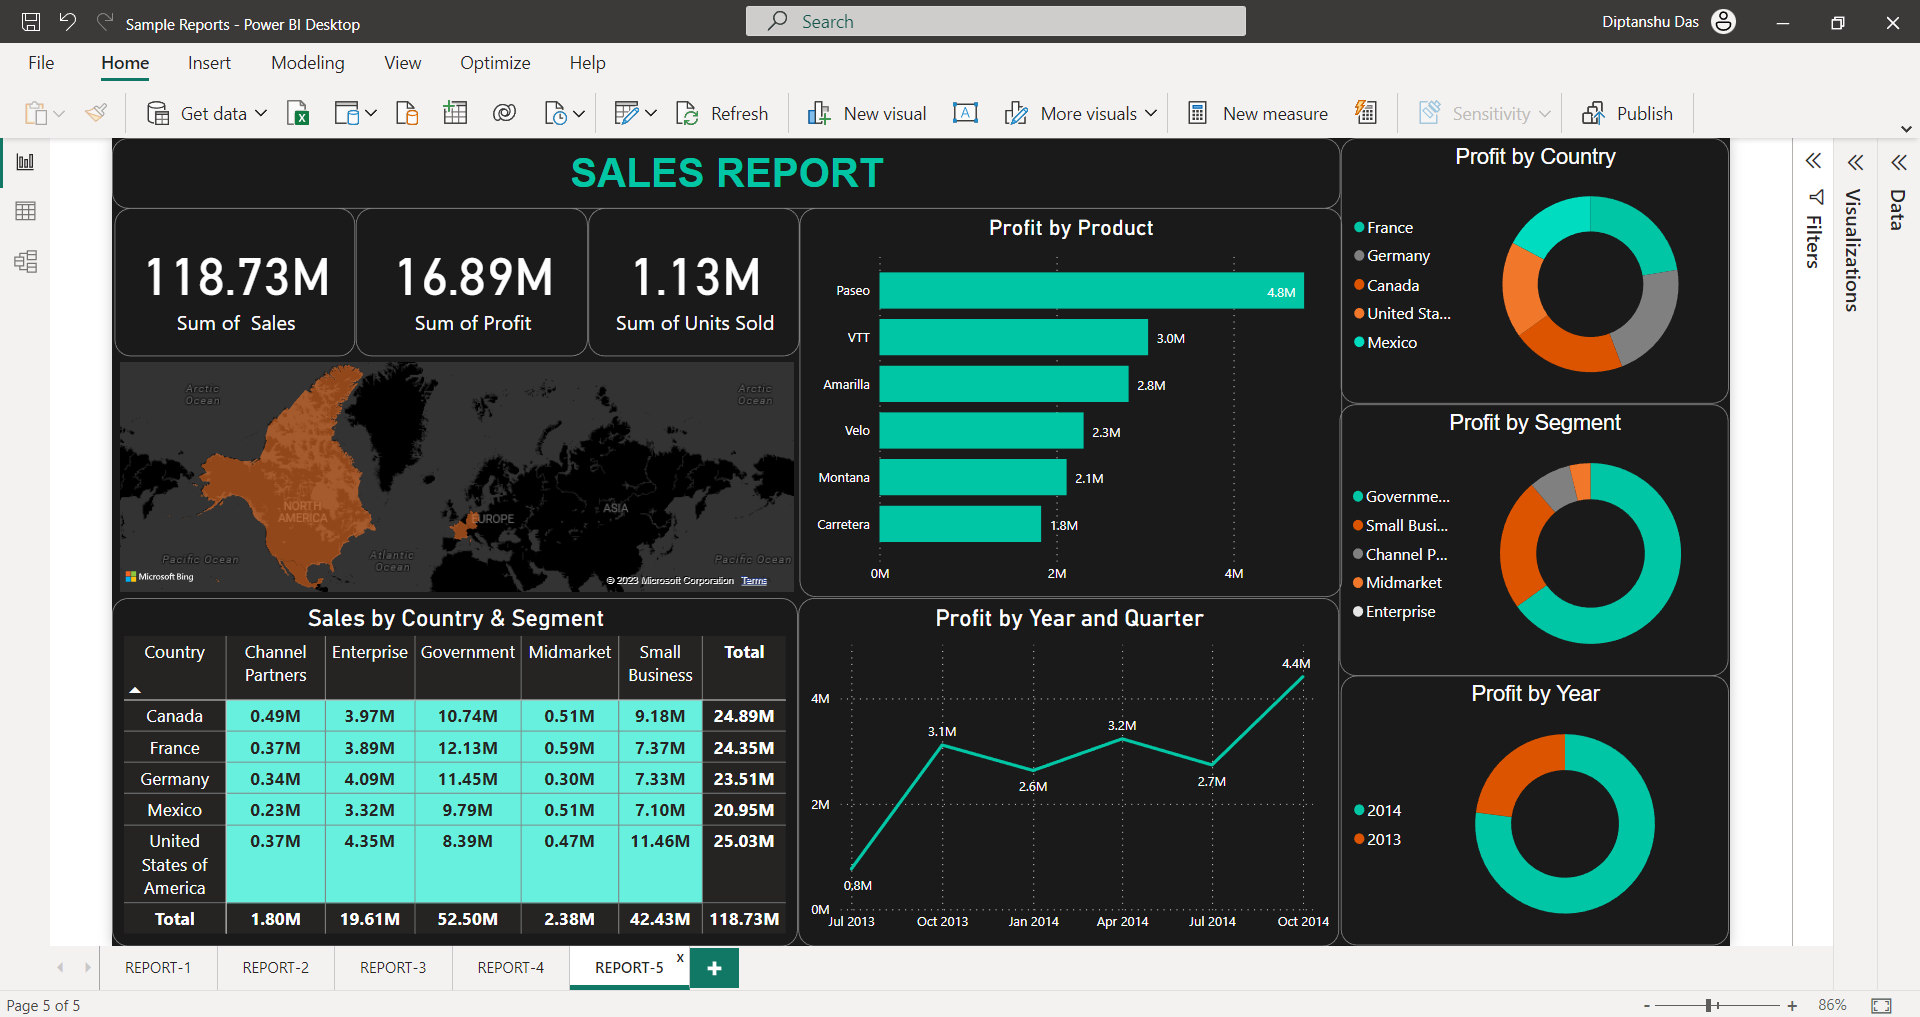 Sample Reports - Power BI Desktop
Search
Diptanshu Das
File Home Insert Modeling View Optimize Help
Get data
Refresh
New visual
A
More visuals
New measure
Sensitivity
Publish
SALES REPORT
118.73M
Sum of Sales
16.89M
Sum of Profit
1.13M
Sum of Units Sold
Arctic
Ocean
Arctic
Ocean
NORTH
AMERICA
EUROPE
ASIA
Pacific Ocean
Atlantic
Ocean
Pacific Ocean
Microsoft Bing
© 2023 Microsoft Corporation Terms
Profit by Product
Paseo 4.8M
VTT 3.0M
Amarilla 2.8M
Velo 2.3M
Montana 2.1M
Carretera 1.8M
0M 2M 4M
Profit by Country
France
Germany
Canada
United Sta...
Mexico
Profit by Segment
Governme...
Small Busi...
Channel P...
Midmarket
Enterprise
Sales by Country & Segment
Country Channel Partners Enterprise Government Midmarket Small Business Total
Canada 0.49M 3.97M 10.74M 0.51M 9.18M 24.89M
France 0.37M 3.89M 12.13M 0.59M 7.37M 24.35M
Germany 0.34M 4.09M 11.45M 0.30M 7.33M 23.51M
Mexico 0.23M 3.32M 9.79M 0.51M 7.10M 20.95M
United States of America 0.37M 4.35M 8.39M 0.47M 11.46M 25.03M
Total 1.80M 19.61M 52.50M 2.38M 42.43M 118.73M
Profit by Year and Quarter
4M
2M
0M
0.8M
3.1M
2.6M
3.2M
2.7M
4.4M
Jul 2013 Oct 2013 Jan 2014 Apr 2014 Jul 2014 Oct 2014
Profit by Year
2014
2013
Filters
Visualizations
Data
REPORT-1 REPORT-2 REPORT-3 REPORT-4 REPORT-5 x +
Page 5 of 5
- + 86%